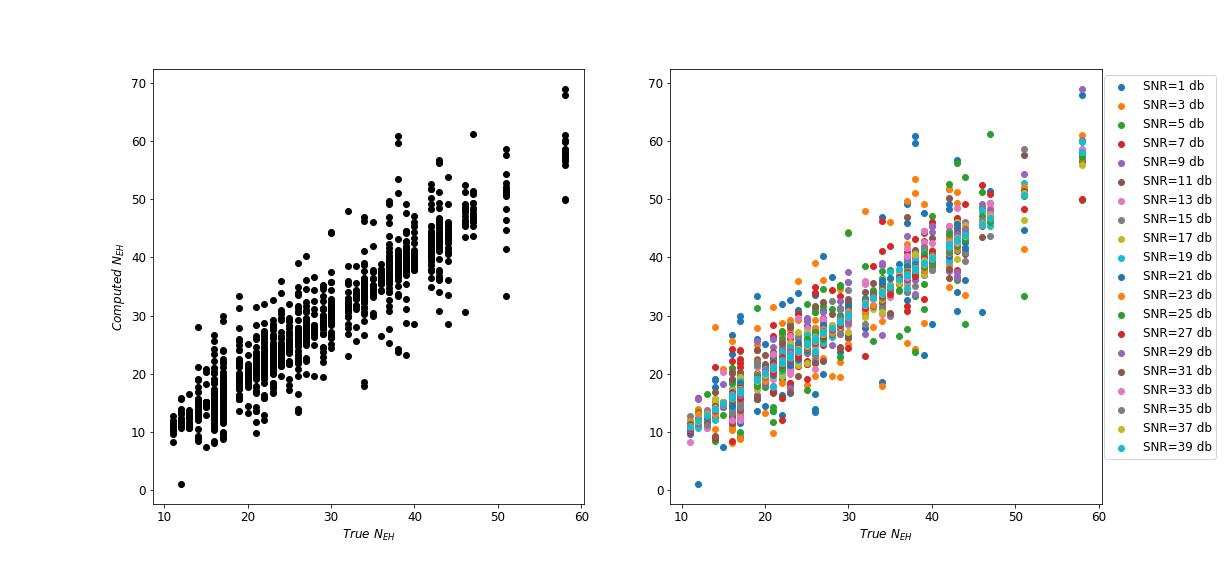 70
60
50
40
30
20
10
0
Computed N_EH
10 20 30 40 50 60
True N_EH
70
60
50
40
30
20
10
0
10 20 30 40 50 60
True N_EH
SNR=1 db
SNR=3 db
SNR=5 db
SNR=7 db
SNR=9 db
SNR=11 db
SNR=13 db
SNR=15 db
SNR=17 db
SNR=19 db
SNR=21 db
SNR=23 db
SNR=25 db
SNR=27 db
SNR=29 db
SNR=31 db
SNR=33 db
SNR=35 db
SNR=37 db
SNR=39 db